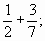 1/2 + 3/7;